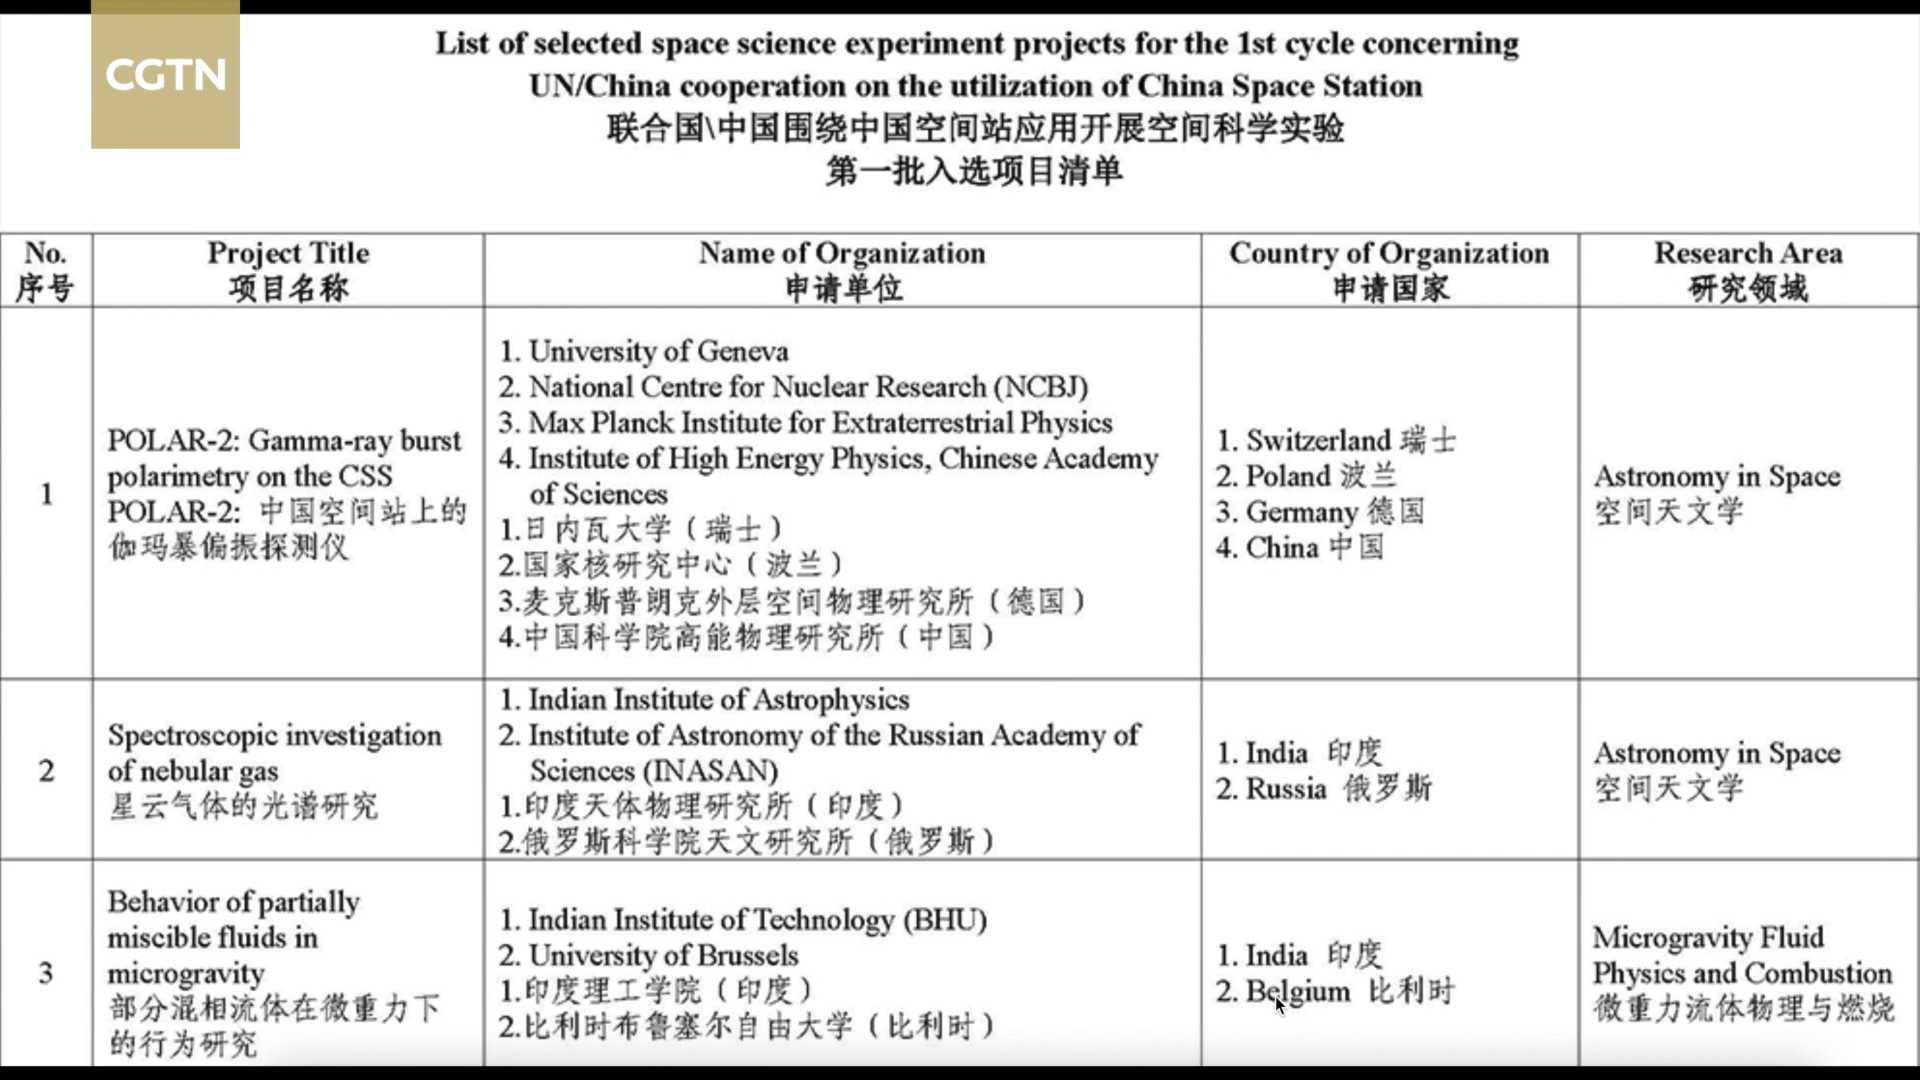 CGTN
List of selected space science experiment projects for the 1st cycle concerning
UN/China cooperation on the utilization of China Space Station
联合国\中国围绕中国空间站应用开展空间科学实验
第一批入选项目清单
No.
序号
Project Title
项目名称
Name of Organization
申请单位
Country of Organization
申请国家
Research Area
研究领域
1
POLAR-2: Gamma-ray burst
polarimetry on the CSS
POLAR-2: 中国空间站上的
伽玛暴偏振探测仪
1. University of Geneva
2. National Centre for Nuclear Research (NCBJ)
3. Max Planck Institute for Extraterrestrial Physics
4. Institute of High Energy Physics, Chinese Academy
of Sciences
1.日内瓦大学（瑞士）
2.国家核研究中心（波兰）
3.麦克斯普朗克外层空间物理研究所（德国）
4.中国科学院高能物理研究所（中国）
1. Switzerland 瑞士
2. Poland 波兰
3. Germany 德国
4. China 中国
Astronomy in Space
空间天文学
2
Spectroscopic investigation
of nebular gas
星云气体的光谱研究
1. Indian Institute of Astrophysics
2. Institute of Astronomy of the Russian Academy of
Sciences (INASAN)
1.印度天体物理研究所（印度）
2.俄罗斯科学院天文研究所（俄罗斯）
1. India 印度
2. Russia 俄罗斯
Astronomy in Space
空间天文学
3
Behavior of partially
miscible fluids in
microgravity
部分混相流体在微重力下
的行为研究
1. Indian Institute of Technology (BHU)
2. University of Brussels
1.印度理工学院（印度）
2.比利时布鲁塞尔自由大学（比利时）
1. India 印度
2. Belgium 比利时
Microgravity Fluid
Physics and Combustion
微重力流体物理与燃烧